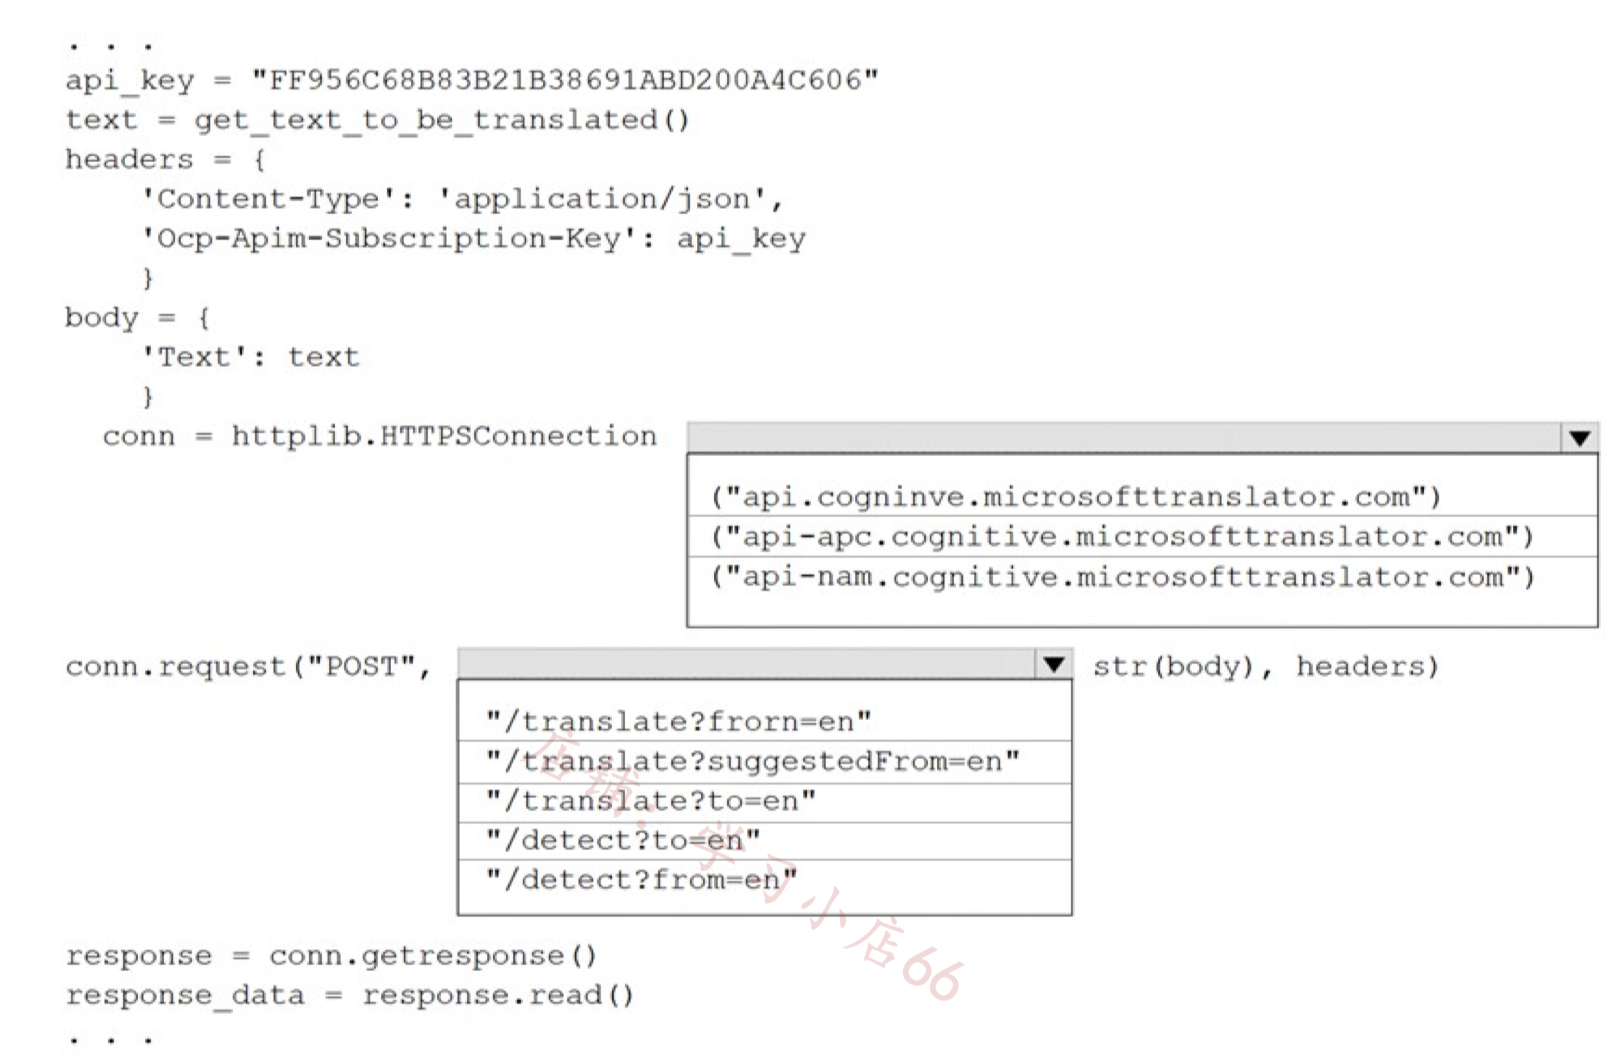 . . .
api_key = "FF956C68B83B21B38691ABD200A4C606"
text = get_text_to_be_translated()
headers = {
'Content-Type': 'application/json',
'Ocp-Apim-Subscription-Key': api_key
}
body = {
'Text': text
}
conn = httplib.HTTPSConnection
("api.cogninve.microsofttranslator.com")
("api-apc.cognitive.microsofttranslator.com")
("api-nam.cognitive.microsofttranslator.com")
conn.request("POST", str(body), headers)
"/translate?frorn=en"
"/translate?suggestedFrom=en"
"/translate?to=en"
"/detect?to=en"
"/detect?from=en"
店铺：学习小店66
response = conn.getresponse()
response_data = response.read()
. . .